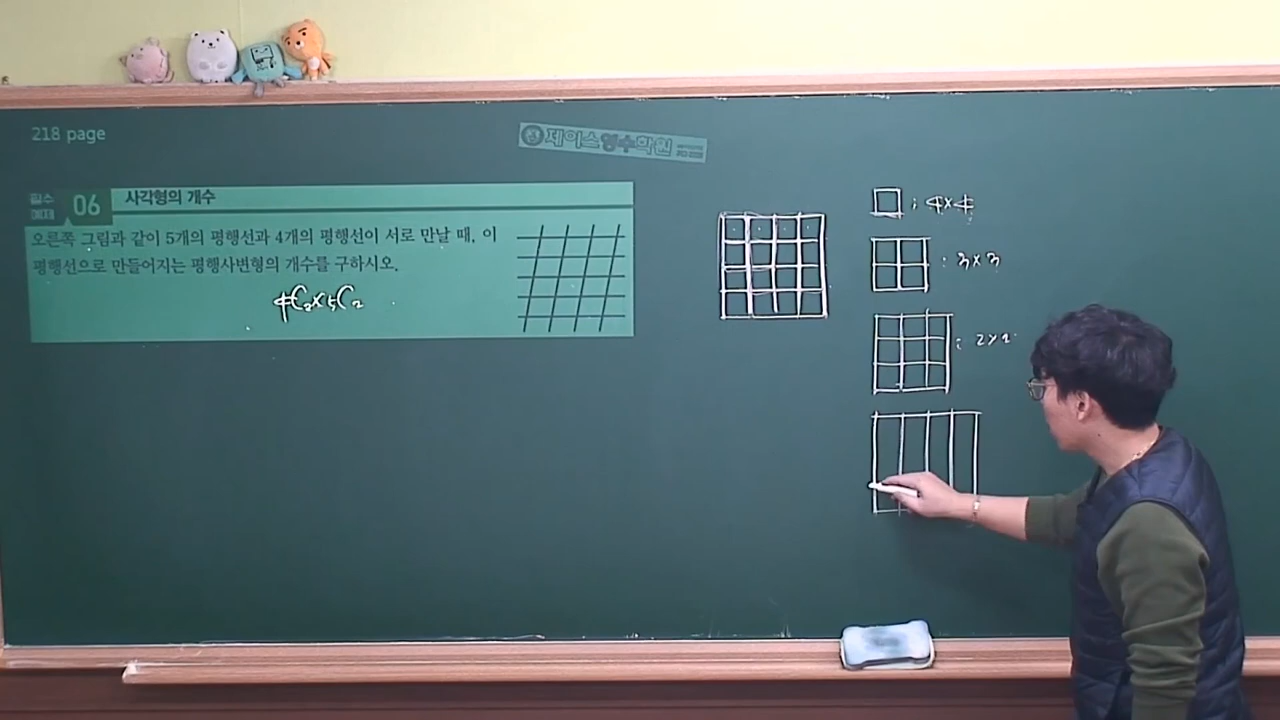 218 page
제이스영수학원
필수
예제 06 사각형의 개수
오른쪽 그림과 같이 5개의 평행선과 4개의 평행선이 서로 만날 때, 이
평행선으로 만들어지는 평행사변형의 개수를 구하시오.
4C2×5C2
: 4×4
: 3×3
: 2×2